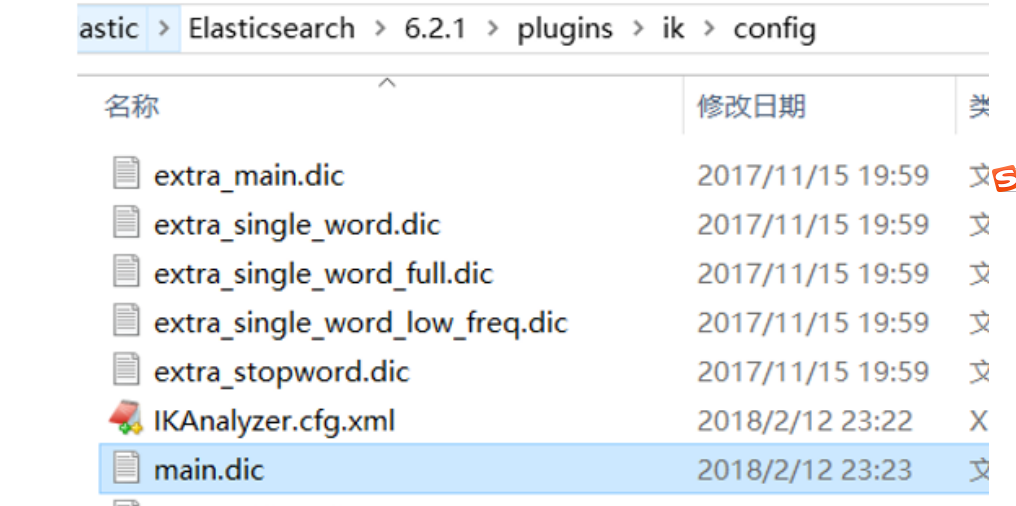 astic > Elasticsearch > 6.2.1 > plugins > ik > config
名称 修改日期 类
extra_main.dic 2017/11/15 19:59 文
extra_single_word.dic 2017/11/15 19:59 文
extra_single_word_full.dic 2017/11/15 19:59 文
extra_single_word_low_freq.dic 2017/11/15 19:59 文
extra_stopword.dic 2017/11/15 19:59 文
IKAnalyzer.cfg.xml 2018/2/12 23:22 X
main.dic 2018/2/12 23:23 文